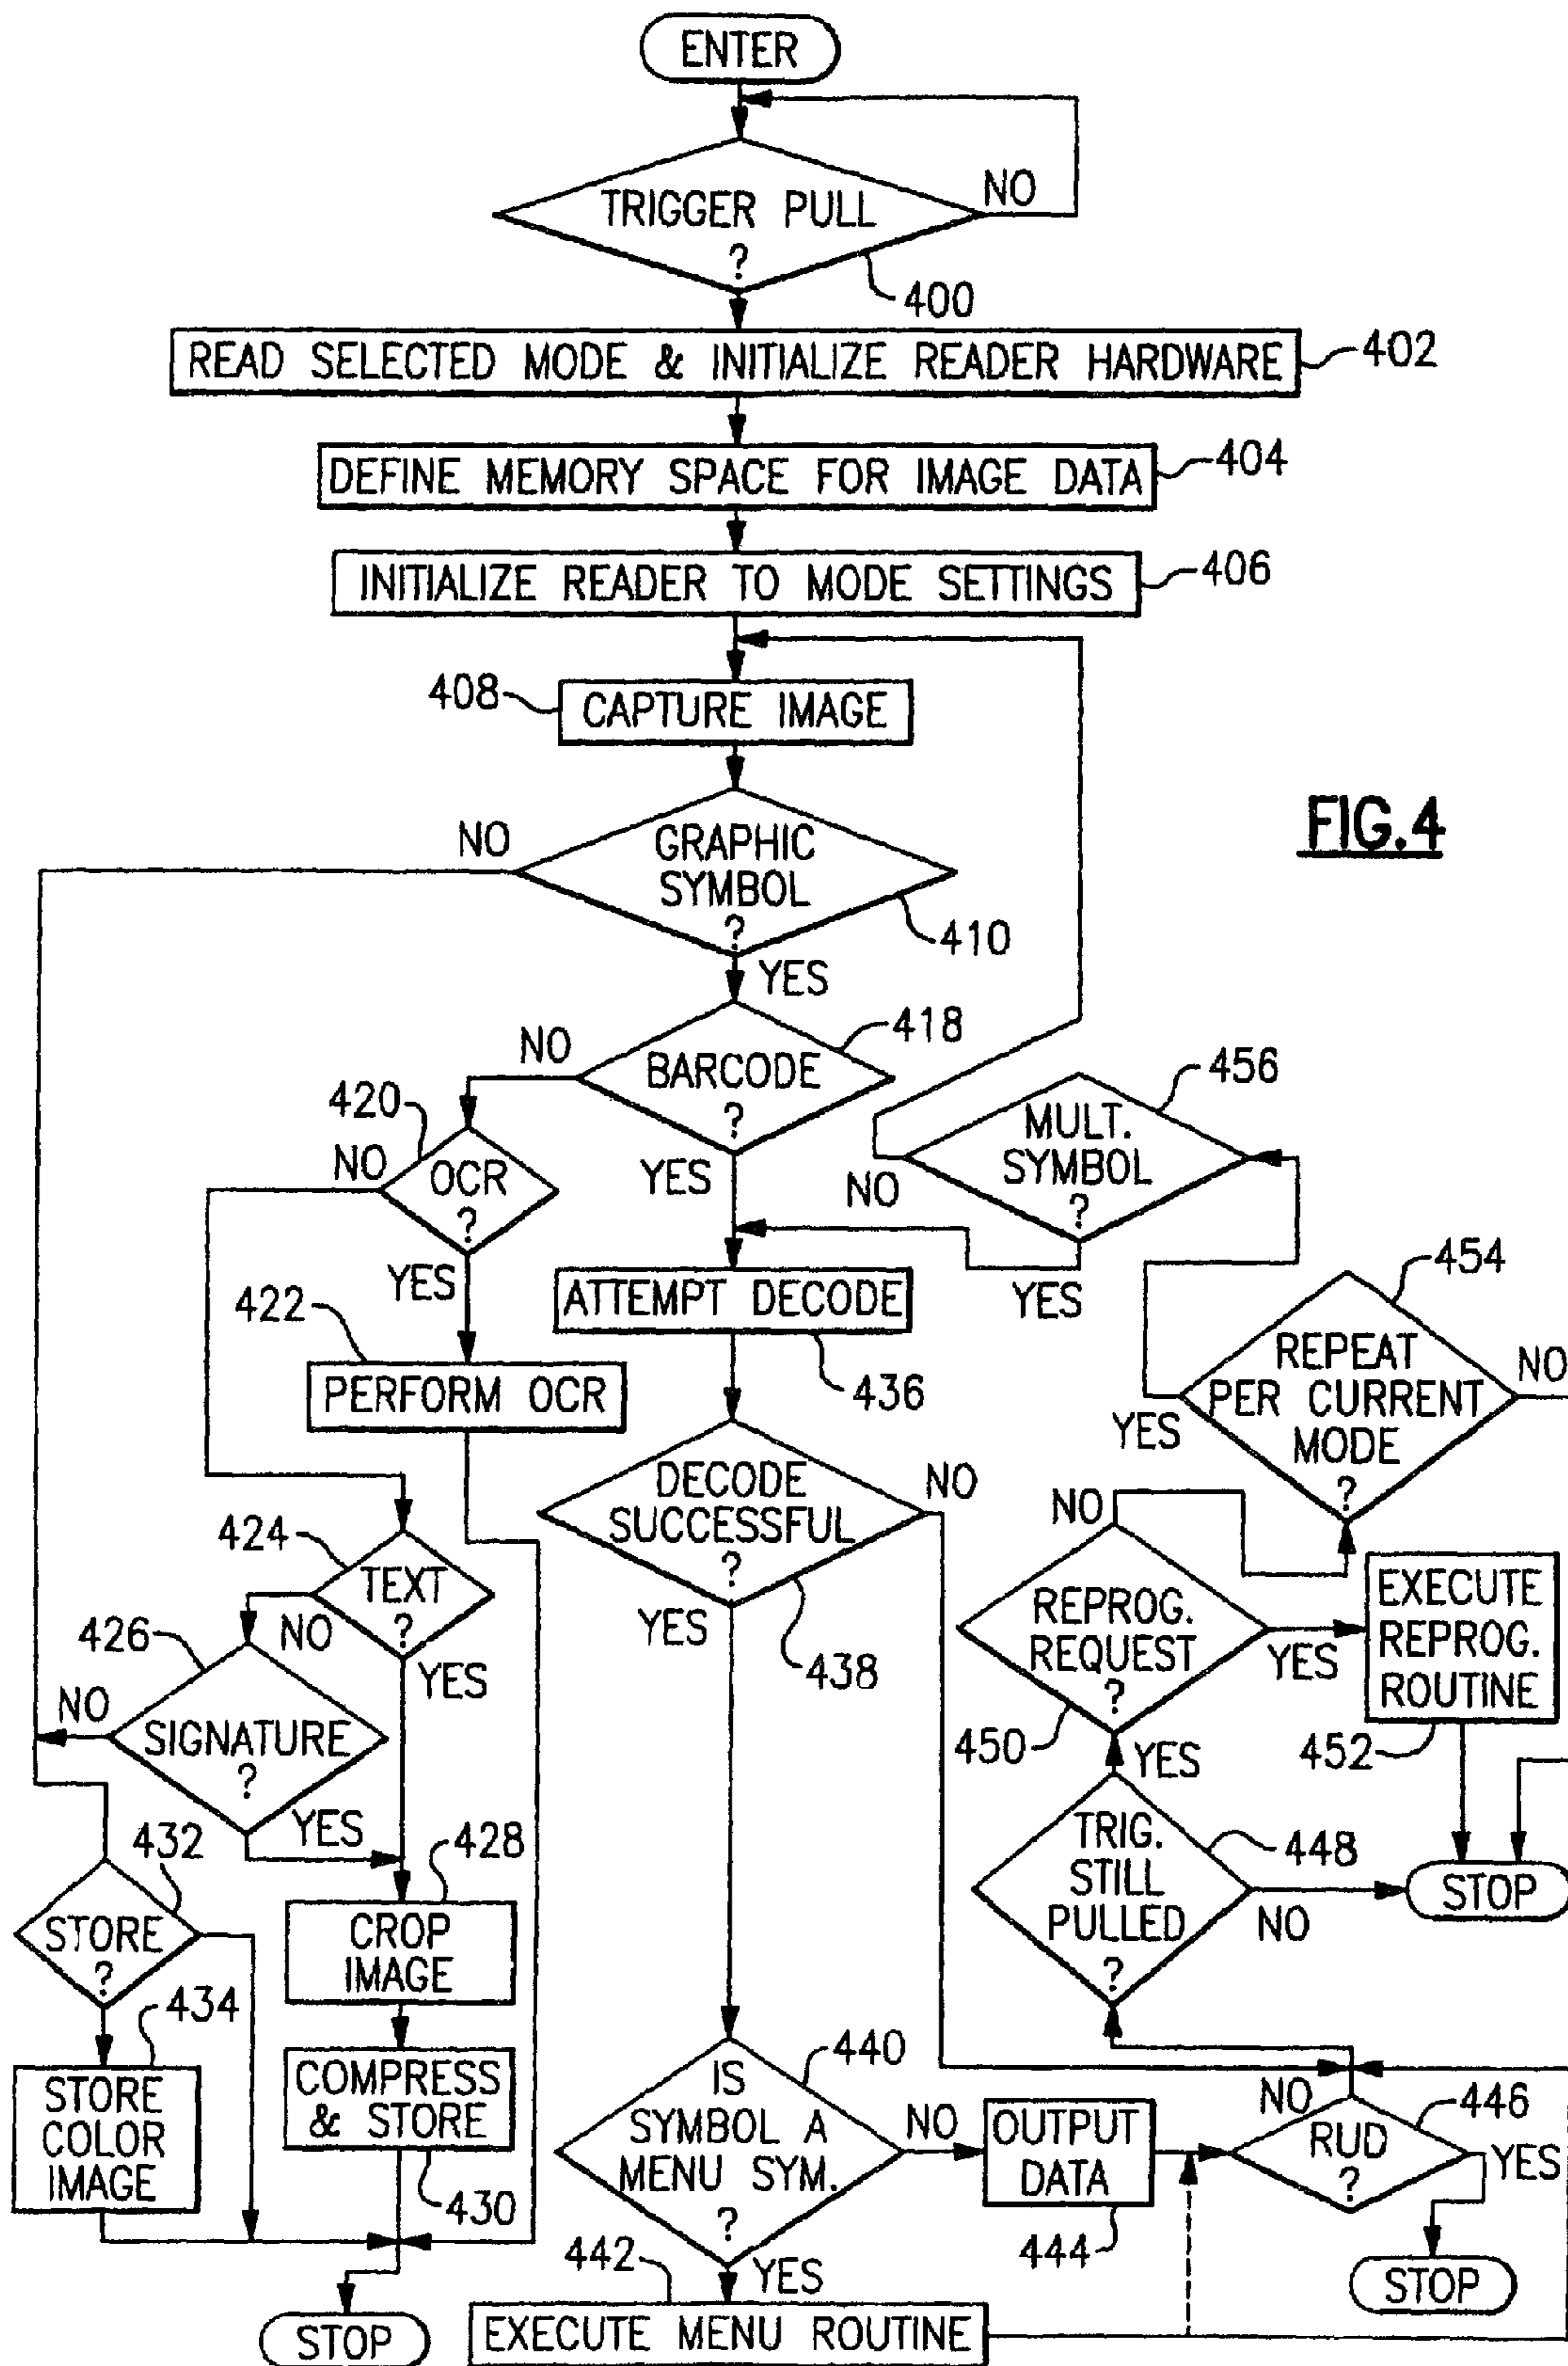 ENTER
TRIGGER PULL
?
NO
400
READ SELECTED MODE & INITIALIZE READER HARDWARE
402
DEFINE MEMORY SPACE FOR IMAGE DATA
404
INITIALIZE READER TO MODE SETTINGS
406
408
CAPTURE IMAGE
FIG.4
NO
GRAPHIC
SYMBOL
?
410
YES
NO
BARCODE
?
418
YES
420
NO
OCR
?
YES
422
PERFORM OCR
456
MULT.
SYMBOL
?
NO
YES
ATTEMPT DECODE
436
454
REPEAT
PER CURRENT
MODE
?
NO
YES
DECODE
SUCCESSFUL
?
NO
438
YES
424
TEXT
?
NO
YES
426
SIGNATURE
?
NO
YES
NO
REPROG.
REQUEST
?
450
YES
EXECUTE
REPROG.
ROUTINE
452
YES
TRIG.
STILL
PULLED
?
448
NO
STOP
432
STORE
?
428
CROP
IMAGE
434
STORE
COLOR
IMAGE
COMPRESS
& STORE
430
STOP
IS
SYMBOL A
MENU SYM.
?
440
NO
OUTPUT
DATA
444
NO
RUD
?
446
YES
STOP
442
YES
EXECUTE MENU ROUTINE